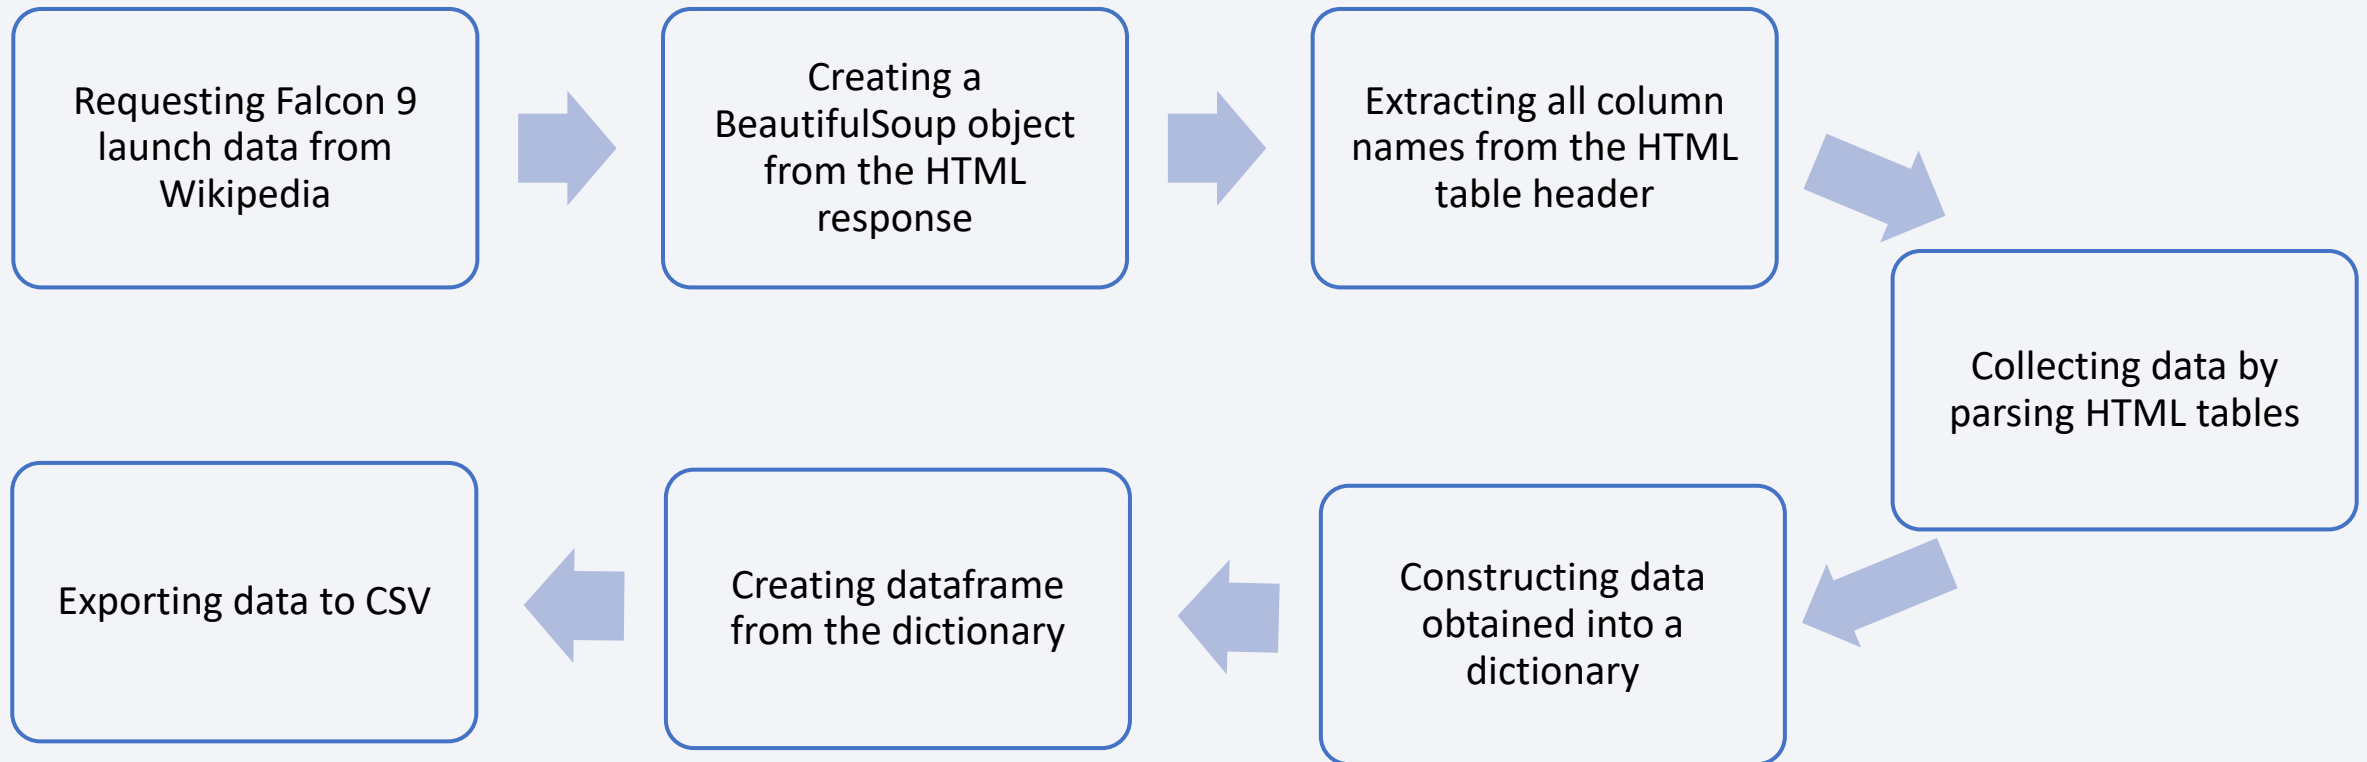 Requesting Falcon 9
launch data from
Wikipedia
Creating a
BeautifulSoup object
from the HTML
response
Extracting all column
names from the HTML
table header
Collecting data by
parsing HTML tables
Constructing data
obtained into a
dictionary
Creating dataframe
from the dictionary
Exporting data to CSV